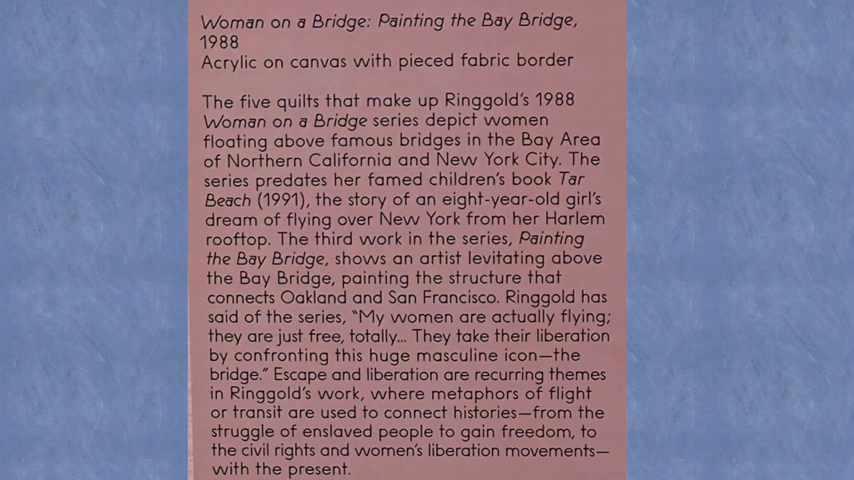 Woman on a Bridge: Painting the Bay Bridge,
1988
Acrylic on canvas with pieced fabric border
The five quilts that make up Ringgold's 1988
Woman on a Bridge series depict women
floating above famous bridges in the Bay Area
of Northern California and New York City. The
series predates her famed children's book Tar
Beach (1991), the story of an eight-year-old girl's
dream of flying over New York from her Harlem
rooftop. The third work in the series, Painting
the Bay Bridge, shows an artist levitating above
the Bay Bridge, painting the structure that
connects Oakland and San Francisco. Ringgold has
said of the series, "My women are actually flying;
they are just free, totally... They take their liberation
by confronting this huge masculine icon—the
bridge." Escape and liberation are recurring themes
in Ringgold's work, where metaphors of flight
or transit are used to connect histories—from the
struggle of enslaved people to gain freedom, to
the civil rights and women's liberation movements—
with the present.